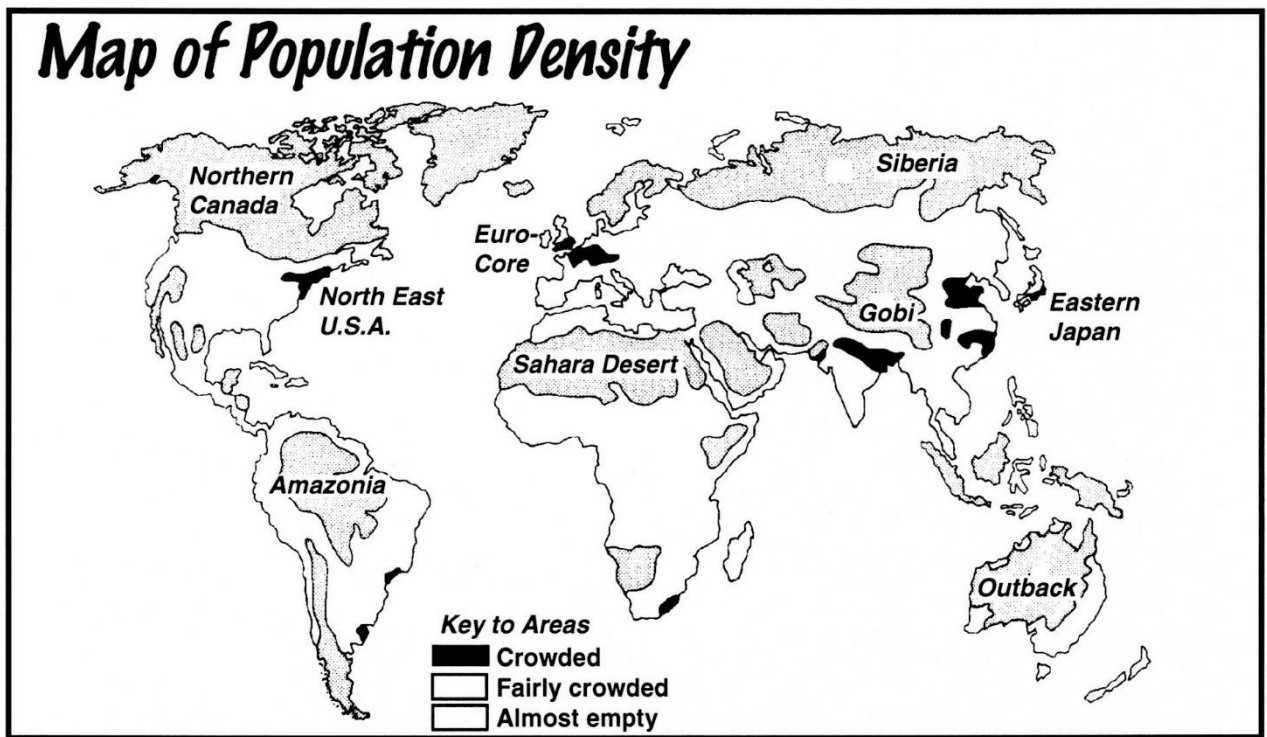 Map of Population Density
Northern
Canada
Siberia
Euro-
Core
North East
U.S.A.
Gobi
Eastern
Japan
Sahara Desert
Amazonia
Outback
Key to Areas
Crowded
Fairly crowded
Almost empty